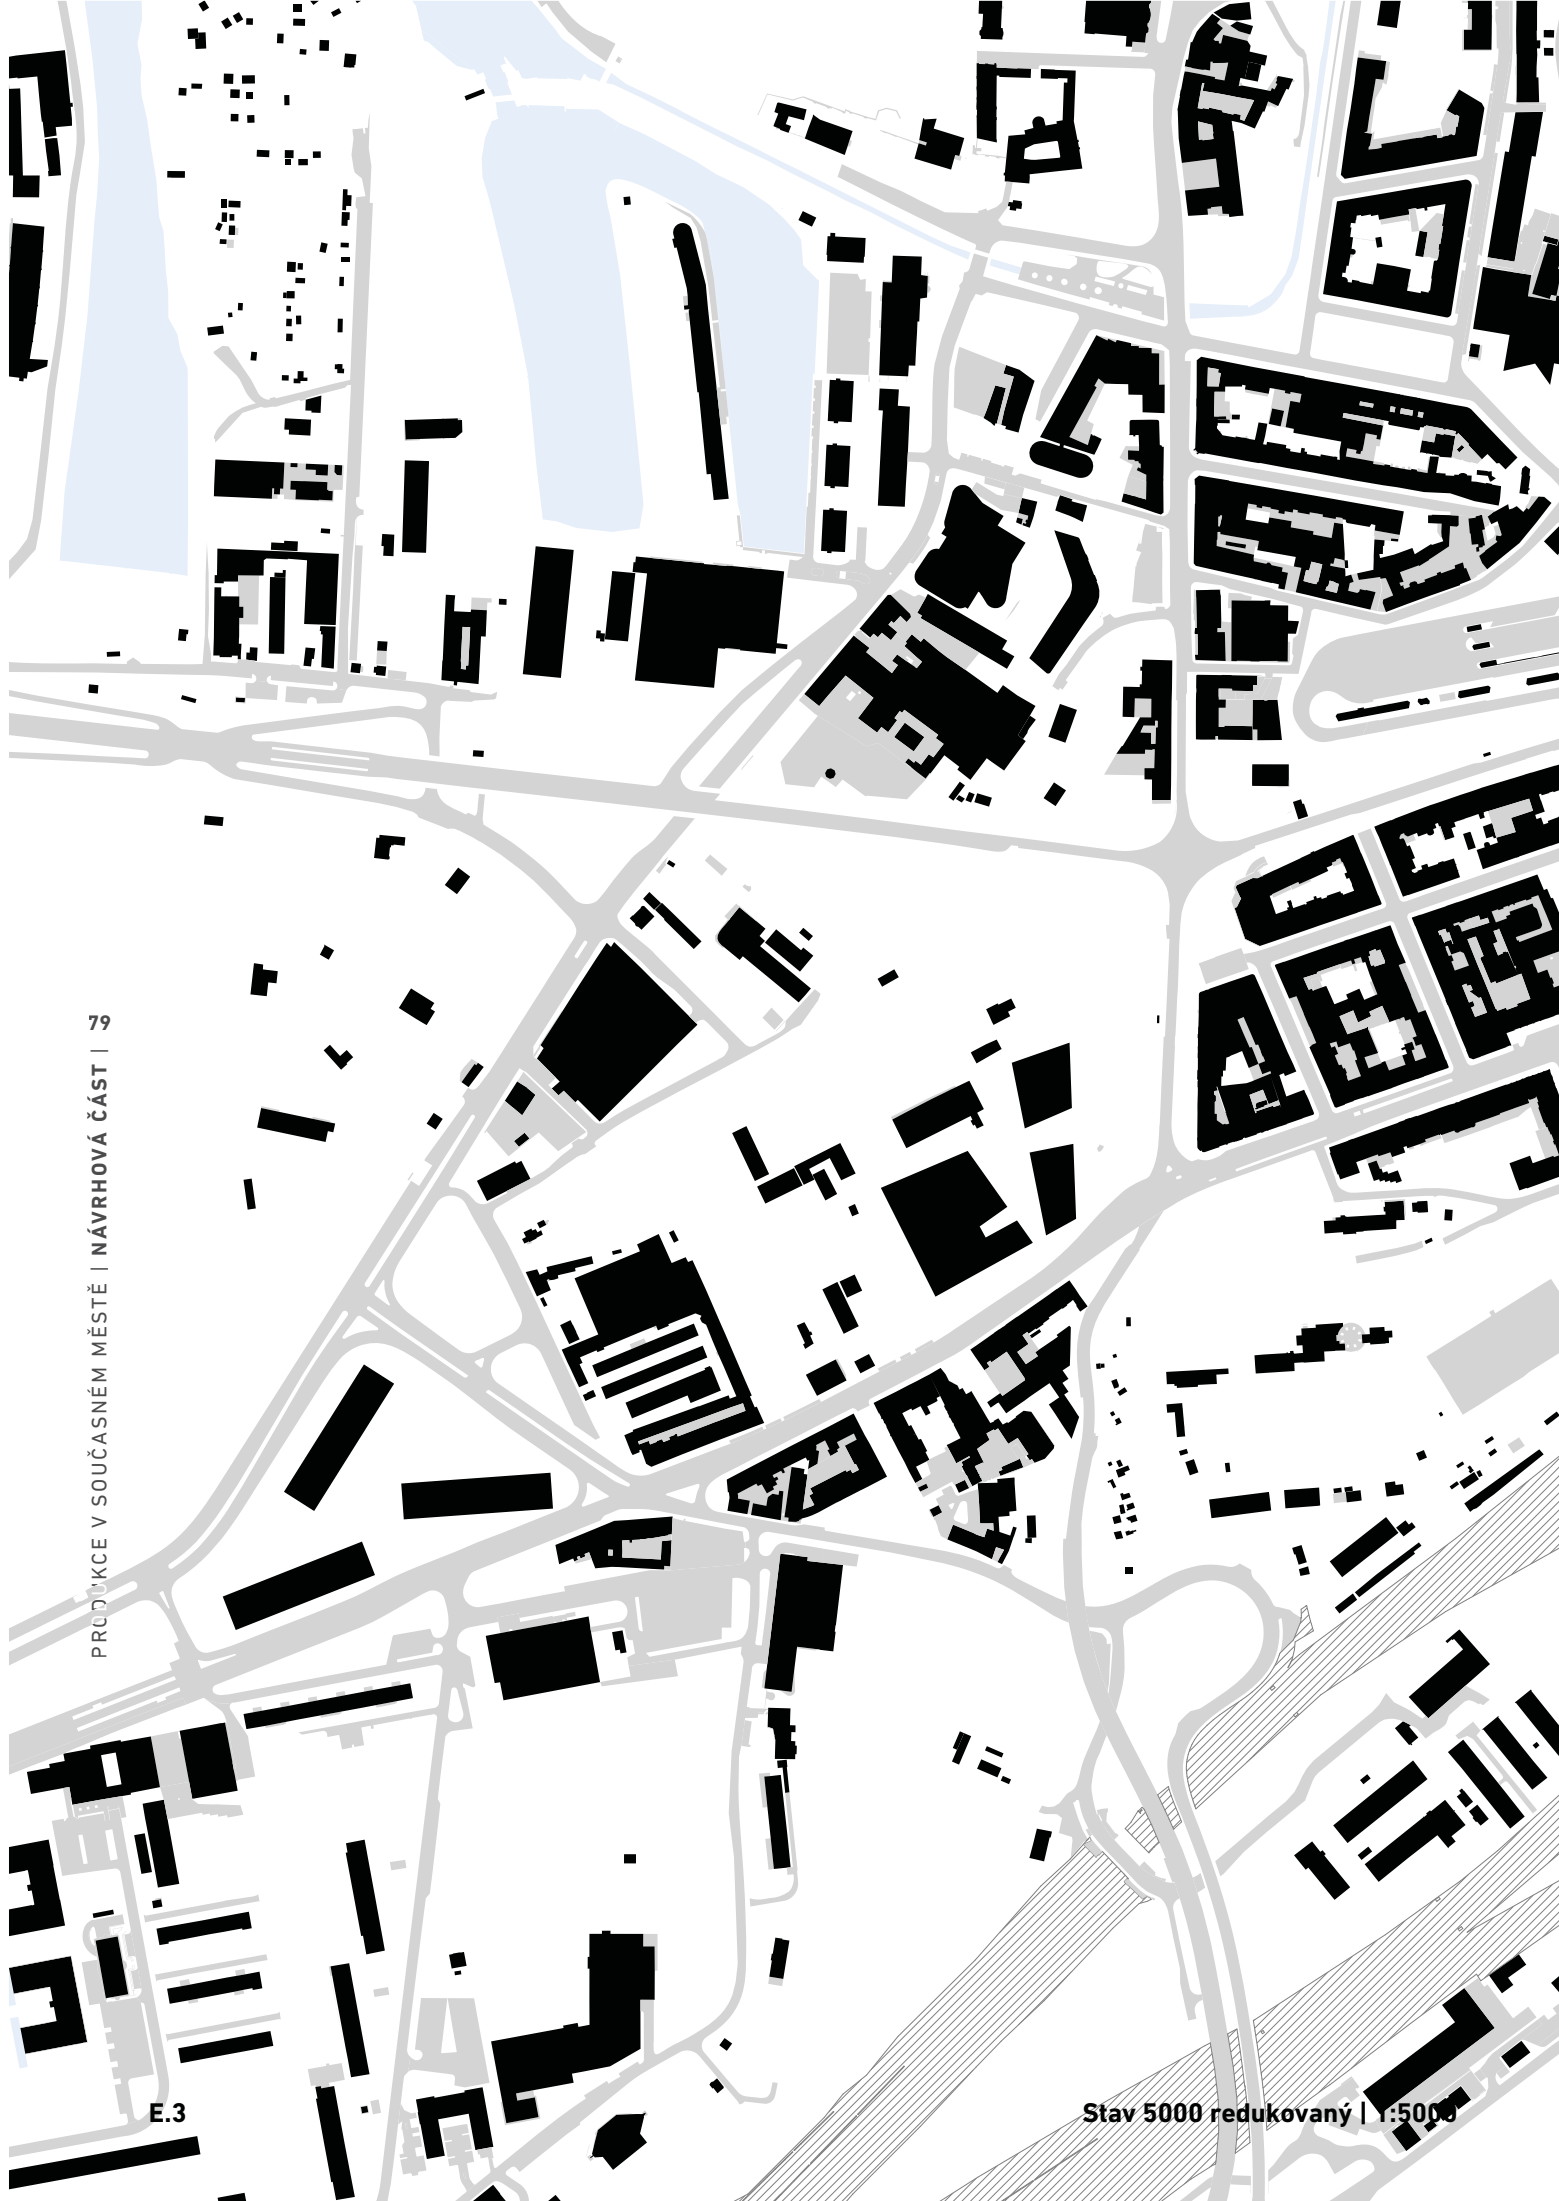 PRODUKCE V SOUČASNÉM MĚSTĚ | NÁVRHOVÁ ČÁST | 79
E.3
Stav 5000 redukovaný | 1:5000